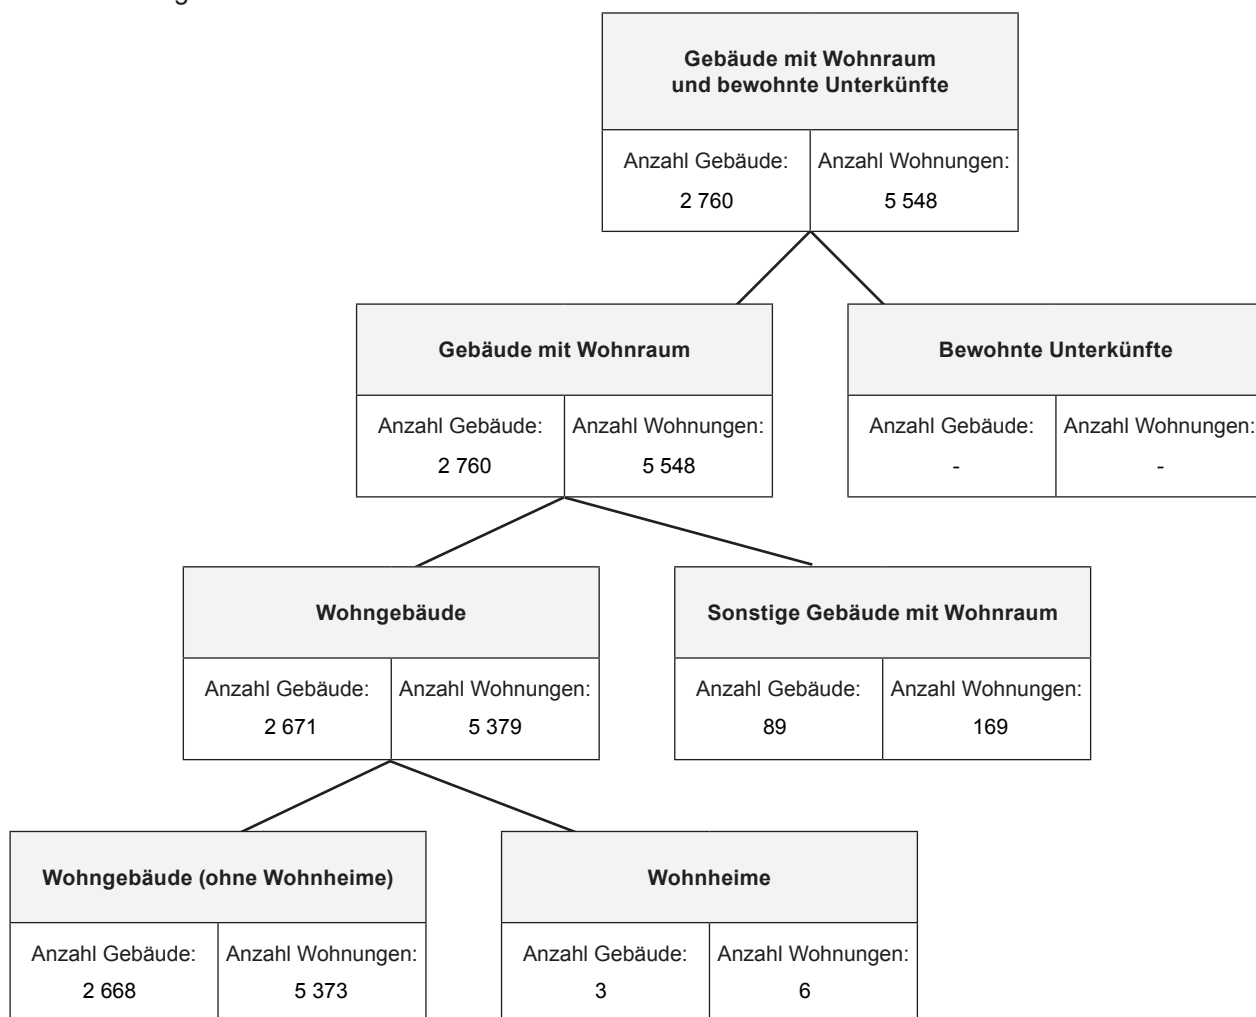 Gebäude mit Wohnraum
und bewohnte Unterkünfte
Anzahl Gebäude: Anzahl Wohnungen:
2 760 5 548
Gebäude mit Wohnraum
Anzahl Gebäude: Anzahl Wohnungen:
2 760 5 548
Bewohnte Unterkünfte
Anzahl Gebäude: Anzahl Wohnungen:
- -
Wohngebäude
Anzahl Gebäude: Anzahl Wohnungen:
2 671 5 379
Sonstige Gebäude mit Wohnraum
Anzahl Gebäude: Anzahl Wohnungen:
89 169
Wohngebäude (ohne Wohnheime)
Anzahl Gebäude: Anzahl Wohnungen:
2 668 5 373
Wohnheime
Anzahl Gebäude: Anzahl Wohnungen:
3 6